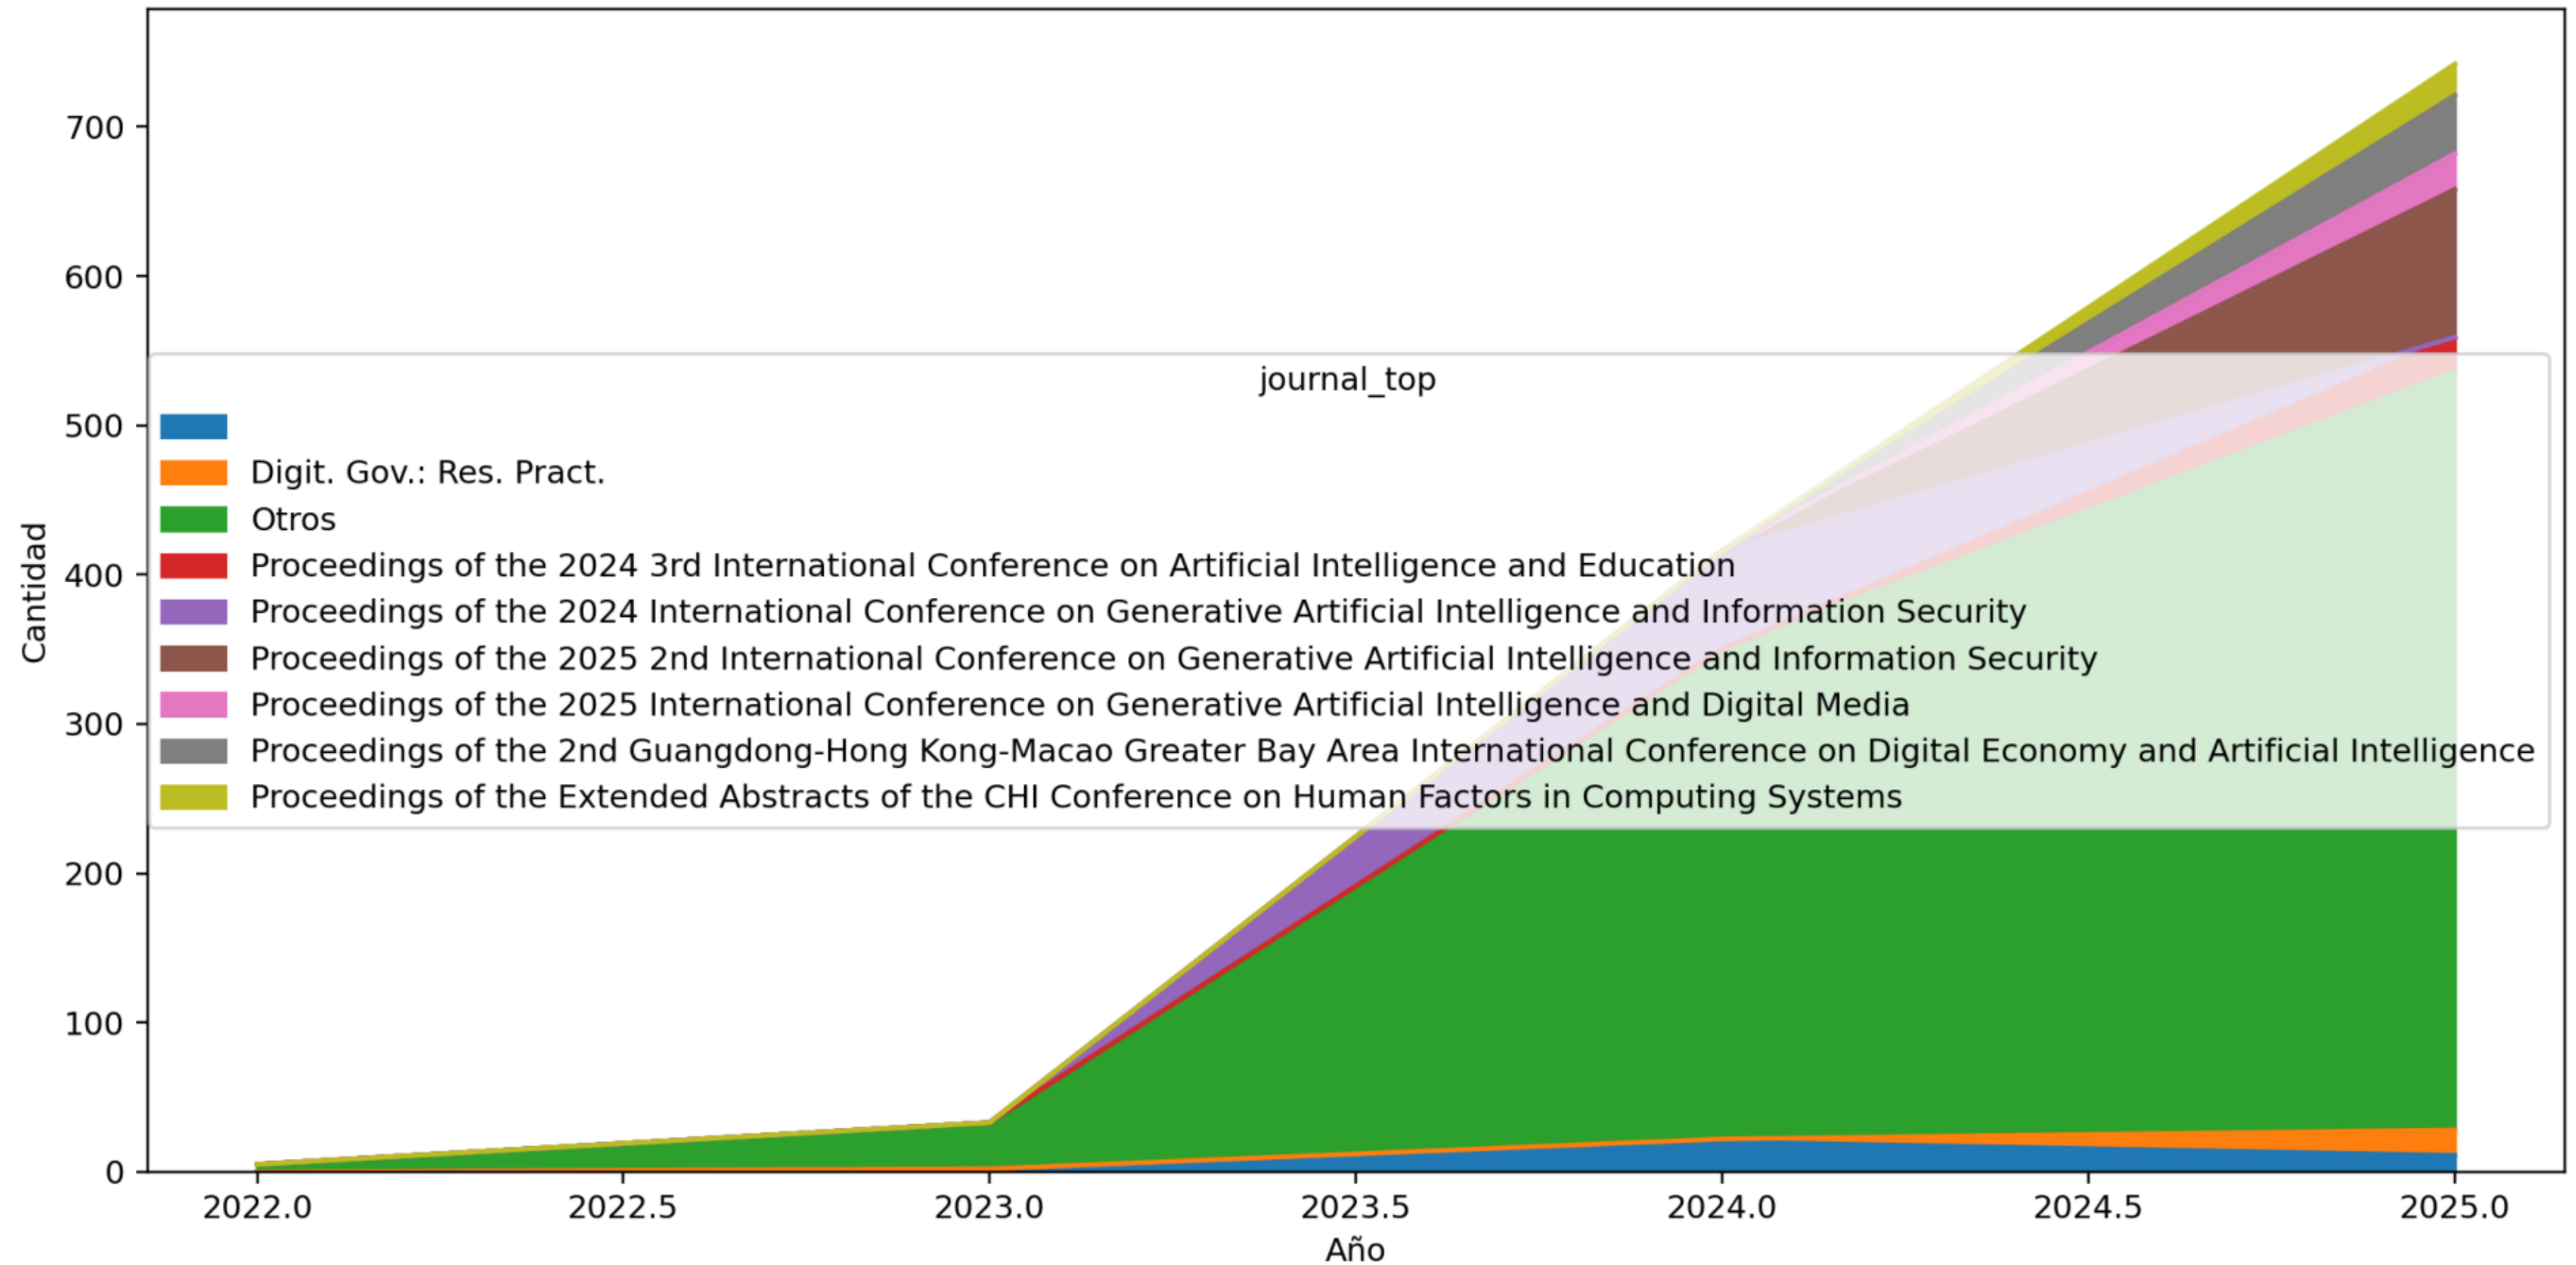 700
600
500
400
300
200
100
0
Cantidad
journal_top
Digit. Gov.: Res. Pract.
Otros
Proceedings of the 2024 3rd International Conference on Artificial Intelligence and Education
Proceedings of the 2024 International Conference on Generative Artificial Intelligence and Information Security
Proceedings of the 2025 2nd International Conference on Generative Artificial Intelligence and Information Security
Proceedings of the 2025 International Conference on Generative Artificial Intelligence and Digital Media
Proceedings of the 2nd Guangdong-Hong Kong-Macao Greater Bay Area International Conference on Digital Economy and Artificial Intelligence
Proceedings of the Extended Abstracts of the CHI Conference on Human Factors in Computing Systems
2022.0 2022.5 2023.0 2023.5 2024.0 2024.5 2025.0
Año